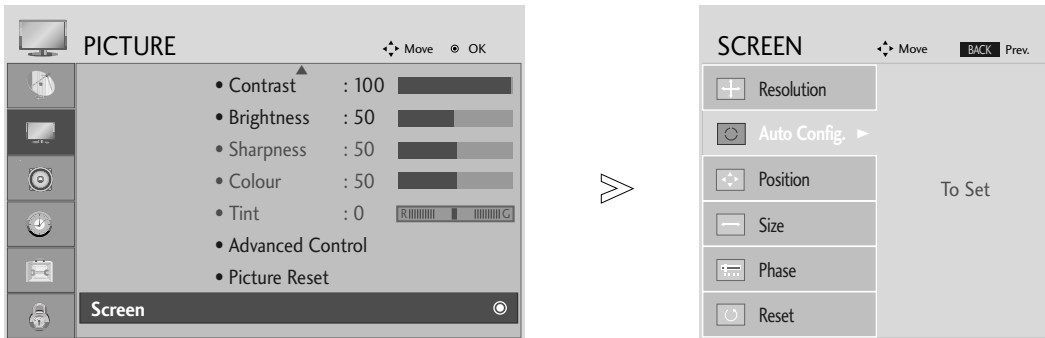 PICTURE
Move OK
• Contrast : 100
• Brightness : 50
• Sharpness : 50
• Colour : 50
• Tint : 0 R G
• Advanced Control
• Picture Reset
Screen
SCREEN
Move BACK Prev.
Resolution
Auto Config.
Position
Size
Phase
Reset
To Set